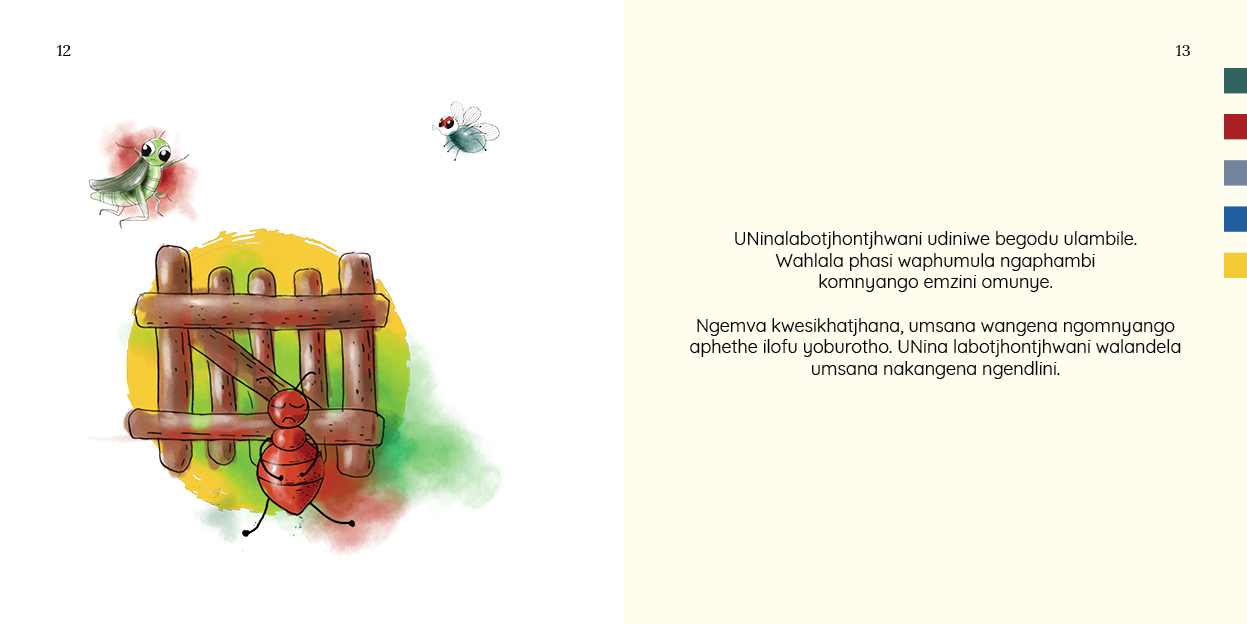 12
13
UNinalabotjhontjhwani udiniwe begodu ulambile.
Wahlala phasi waphumula ngaphambi
komnyango emzini omunye.
Ngemva kwesikhatjhana, umsana wangena ngomnyango
aphethe ilofu yoburotho. UNina labotjhontjhwani walandela
umsana nakangena ngendlini.